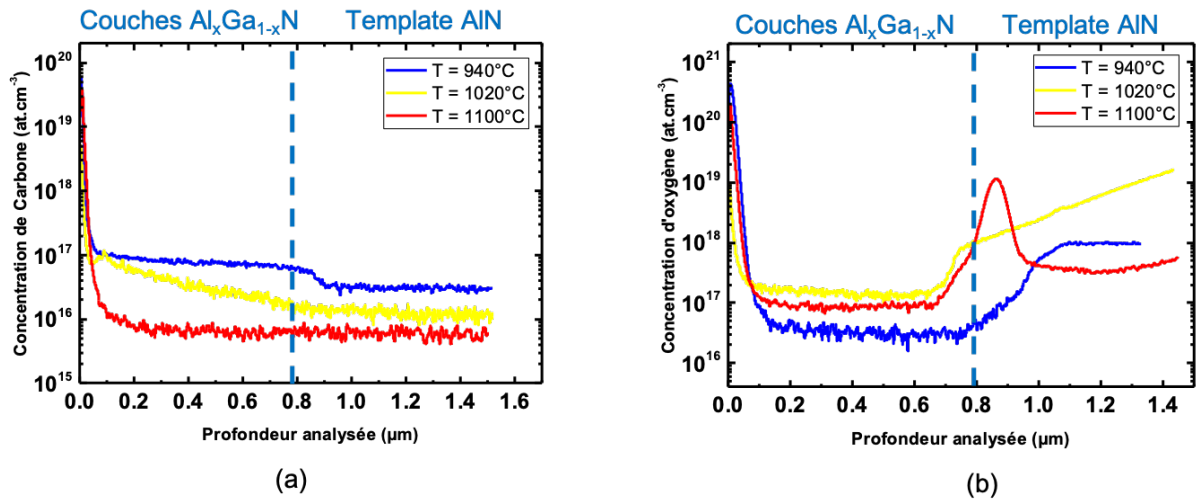 Couches AlxGa1-xN Template AlN
Concentration de Carbone (at.cm-3)
10^20
10^19
10^18
10^17
10^16
10^15
T = 940°C
T = 1020°C
T = 1100°C
0.0 0.2 0.4 0.6 0.8 1.0 1.2 1.4 1.6
Profondeur analysée (µm)
(a)
Couches AlxGa1-xN Template AlN
Concentration d'oxygène (at.cm-3)
10^21
10^20
10^19
10^18
10^17
10^16
T = 940°C
T = 1020°C
T = 1100°C
0.0 0.2 0.4 0.6 0.8 1.0 1.2 1.4
Profondeur analysée (µm)
(b)